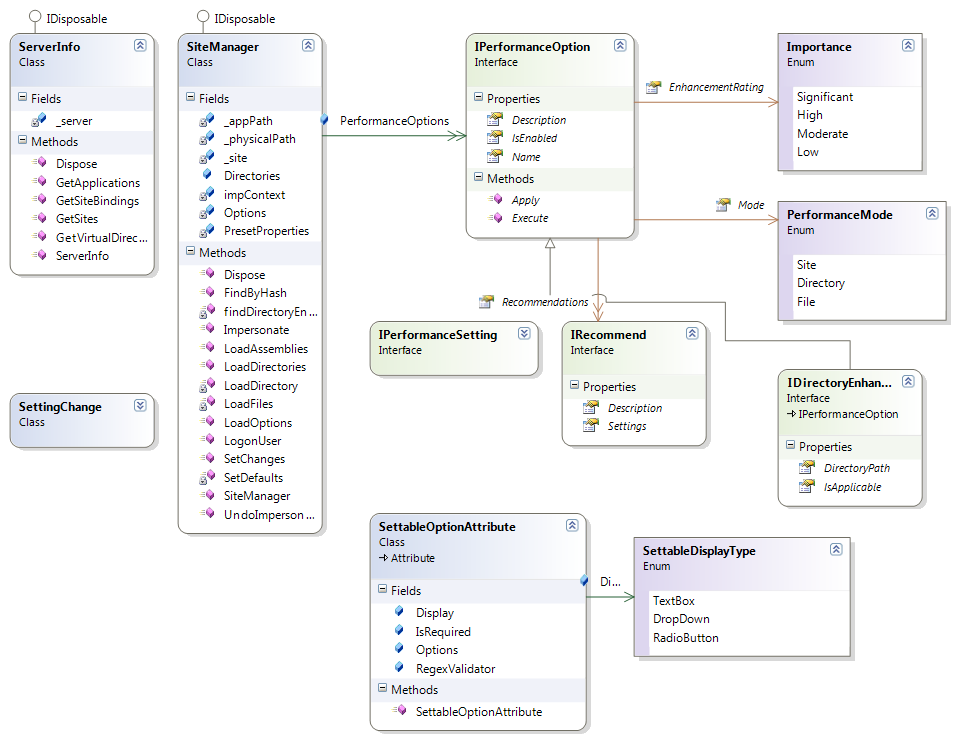 IDisposable
ServerInfo
Class
Fields
_server
Methods
Dispose
GetApplications
GetSiteBindings
GetSites
GetVirtualDirec...
ServerInfo
SettingChange
Class
IDisposable
SiteManager
Class
Fields
_appPath
_physicalPath
_site
Directories
impContext
Options
PresetProperties
Methods
Dispose
FindByHash
findDirectoryEn...
Impersonate
LoadAssemblies
LoadDirectories
LoadDirectory
LoadFiles
LoadOptions
LogonUser
SetChanges
SetDefaults
SiteManager
UndoImperson...
PerformanceOptions
IPerformanceOption
Interface
Properties
Description
IsEnabled
Name
Methods
Apply
Execute
EnhancementRating
Importance
Enum
Significant
High
Moderate
Low
Mode
PerformanceMode
Enum
Site
Directory
File
Recommendations
IPerformanceSetting
Interface
IRecommend
Interface
Properties
Description
Settings
IDirectoryEnhan...
Interface
IPerformanceOption
Properties
DirectoryPath
IsApplicable
SettableOptionAttribute
Class
Attribute
Fields
Display
IsRequired
Options
RegexValidator
Methods
SettableOptionAttribute
Di...
SettableDisplayType
Enum
TextBox
DropDown
RadioButton